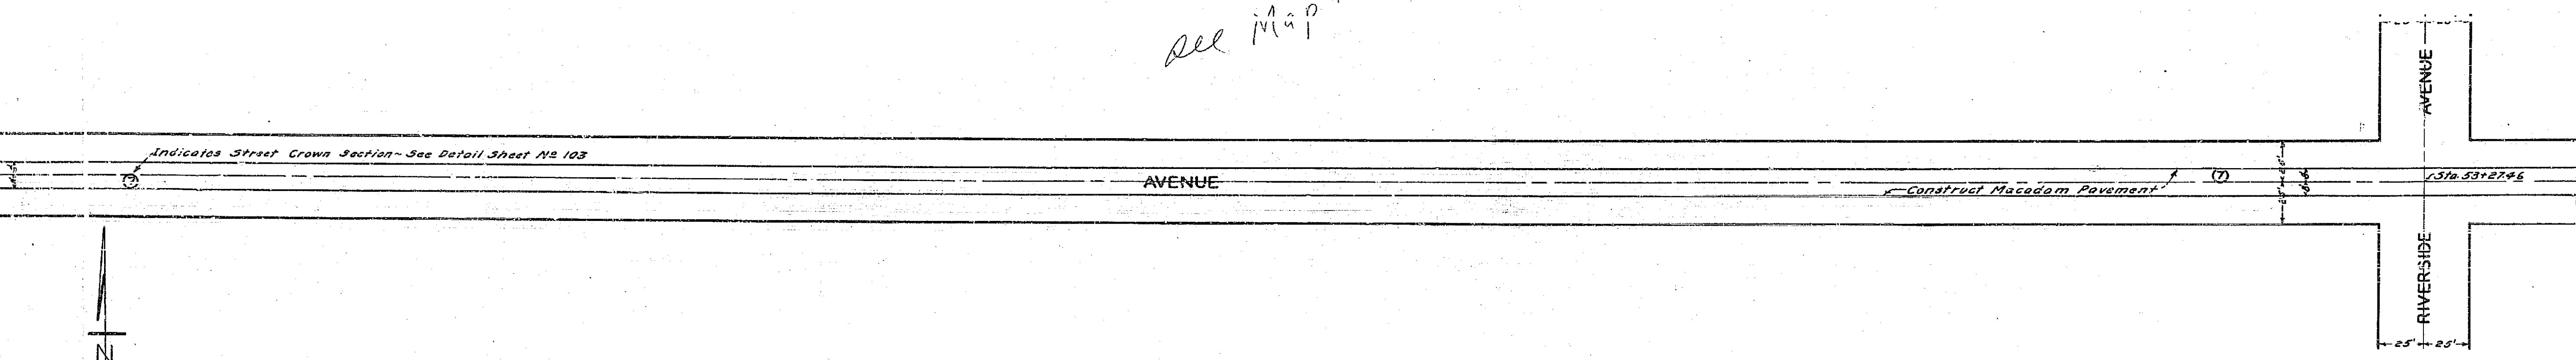 see Map
AVENUE
Indicates Street Crown Section~See Detail Sheet Nº 103
AVENUE
Construct Macadam Pavement
(7)
Sta. 53+27.46
RIVERSIDE
25' 25'
N